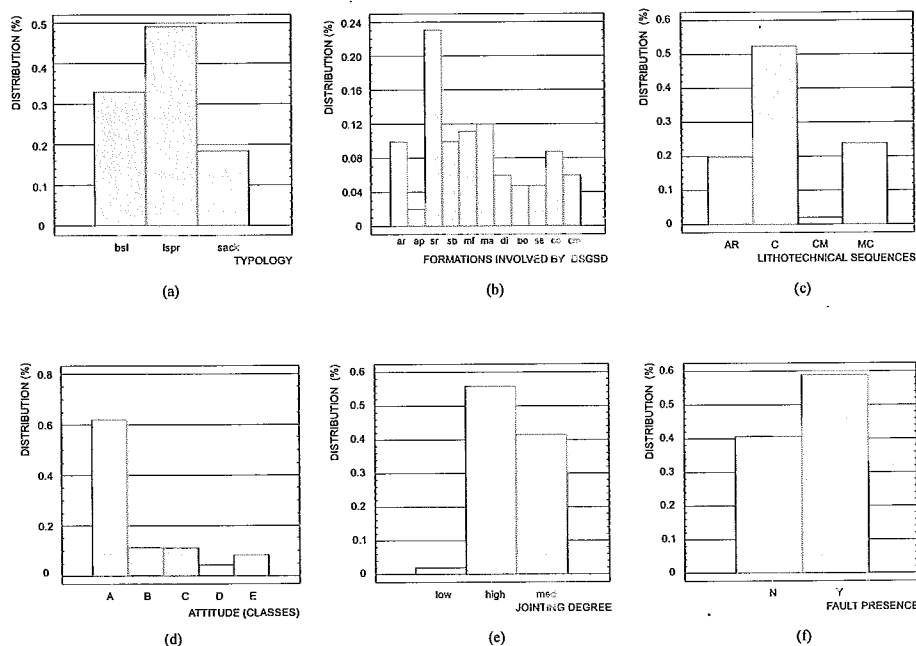 DISTRIBUTION (%)
0.5
0.4
0.3
0.2
0.1
0
bsl lspr sack
TYPOLOGY
(a)
DISTRIBUTION (%)
0.24
0.20
0.16
0.12
0.08
0.04
0
ar ap sr sb mf ma di bo se co cm
FORMATIONS INVOLVED BY DSGSD
(b)
DISTRIBUTION (%)
0.6
0.5
0.4
0.3
0.2
0.1
0
AR C CM MC
LITHOTECHNICAL SEQUENCES
(c)
DISTRIBUTION (%)
0.8
0.6
0.4
0.2
0
A B C D E
ATTITUDE (CLASSES)
(d)
DISTRIBUTION (%)
0.6
0.5
0.4
0.3
0.2
0.1
0
low high med
JOINTING DEGREE
(e)
DISTRIBUTION (%)
0.6
0.5
0.4
0.3
0.2
0.1
0
N Y
FAULT PRESENCE
(f)